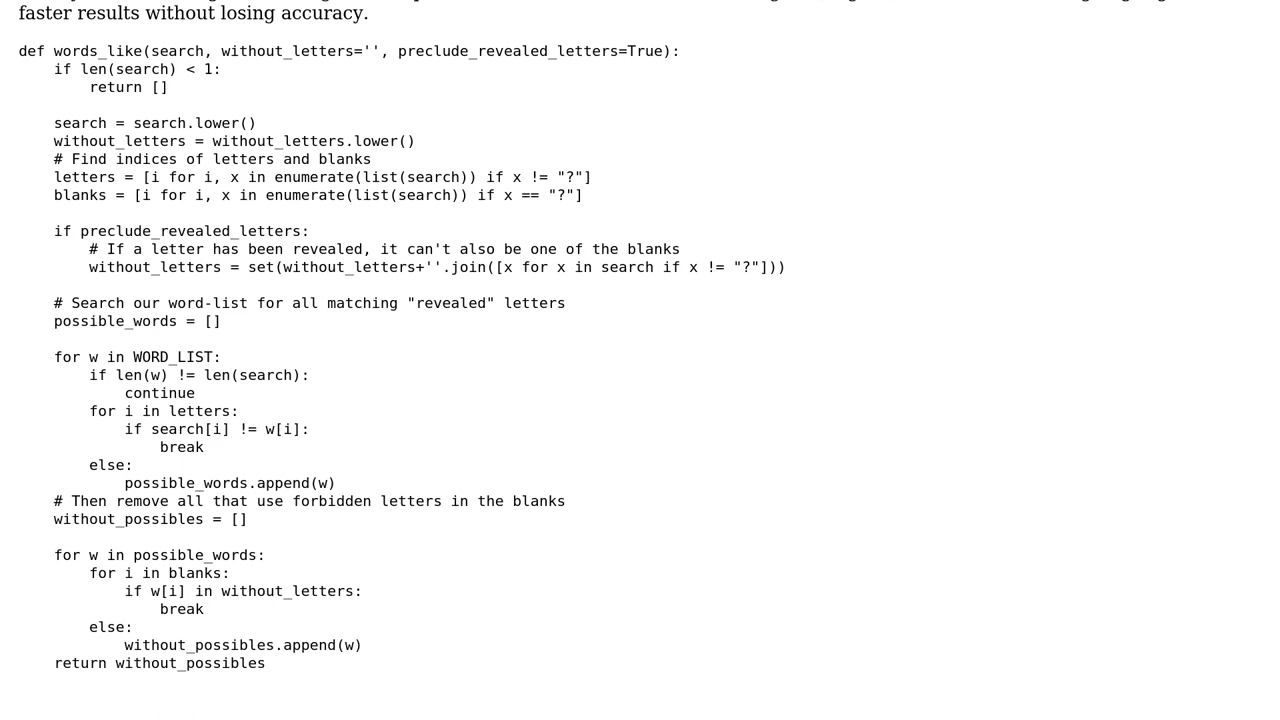 faster results without losing accuracy.
def words_like(search, without_letters='', preclude_revealed_letters=True):
    if len(search) < 1:
        return []

    search = search.lower()
    without_letters = without_letters.lower()
    # Find indices of letters and blanks
    letters = [i for i, x in enumerate(list(search)) if x != "?"]
    blanks = [i for i, x in enumerate(list(search)) if x == "?"]

    if preclude_revealed_letters:
        # If a letter has been revealed, it can't also be one of the blanks
        without_letters = set(without_letters+''.join([x for x in search if x != "?"]))

    # Search our word-list for all matching "revealed" letters
    possible_words = []

    for w in WORD_LIST:
        if len(w) != len(search):
            continue
        for i in letters:
            if search[i] != w[i]:
                break
        else:
            possible_words.append(w)
    # Then remove all that use forbidden letters in the blanks
    without_possibles = []

    for w in possible_words:
        for i in blanks:
            if w[i] in without_letters:
                break
        else:
            without_possibles.append(w)
    return without_possibles